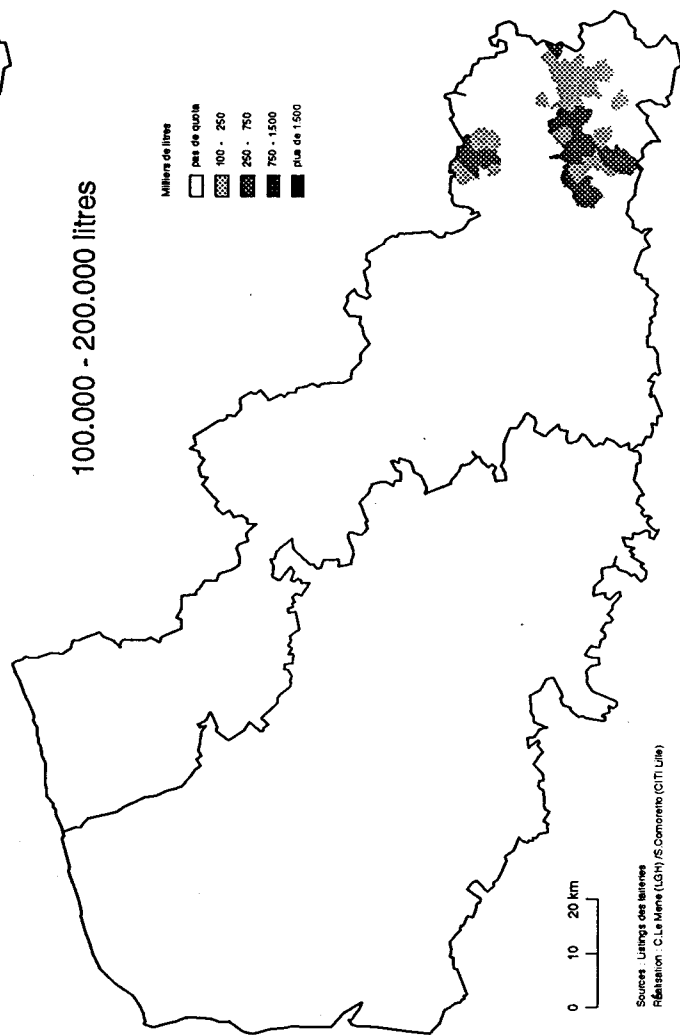 100.000 - 200.000 litres
Milliers de litres
pas de quota
100 - 250
250 - 750
750 - 1500
plus de 1500
0 10 20 km
Sources : Listings des laiteries
Réalisation : C.Le Mene (LGH) /S.Comoretto (CITI Lille)